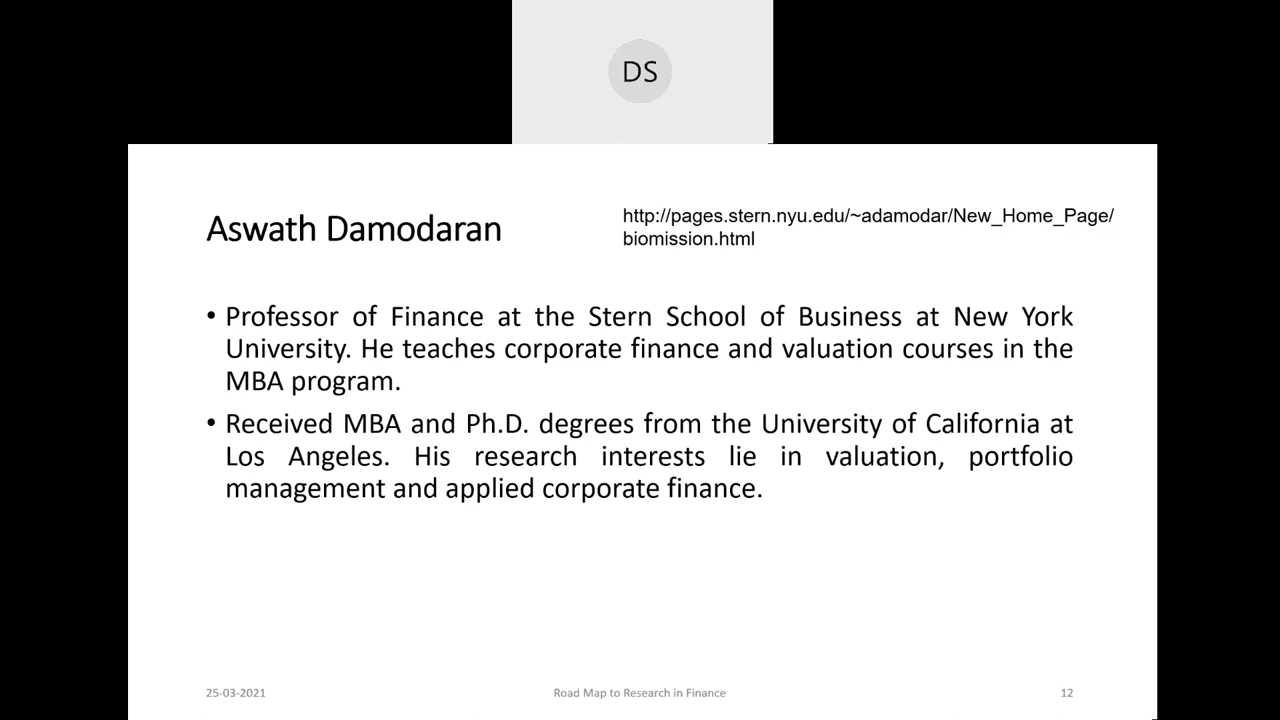 DS
Aswath Damodaran
http://pages.stern.nyu.edu/~adamodar/New_Home_Page/
biomission.html
• Professor of Finance at the Stern School of Business at New York
University. He teaches corporate finance and valuation courses in the
MBA program.
• Received MBA and Ph.D. degrees from the University of California at
Los Angeles. His research interests lie in valuation, portfolio
management and applied corporate finance.
25-03-2021
Road Map to Research in Finance
12